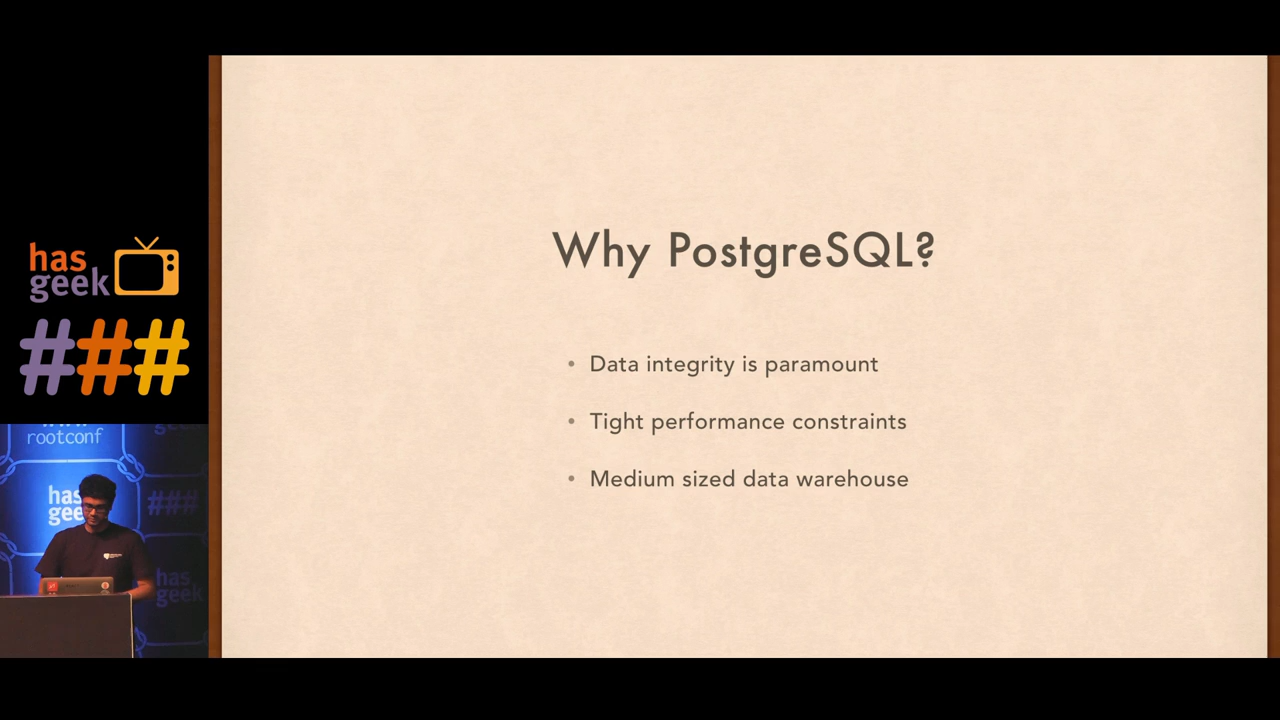 has
geek
###
rootconf
has
gee
###
has
geek
Why PostgreSQL?
• Data integrity is paramount
• Tight performance constraints
• Medium sized data warehouse